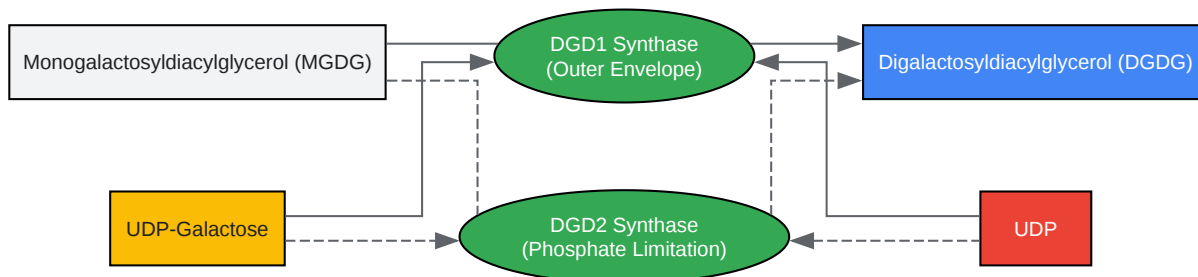 Monogalactosyldiacylglycerol (MGDG)
DGD1 Synthase
(Outer Envelope)
Digalactosyldiacylglycerol (DGDG)
UDP-Galactose
DGD2 Synthase
(Phosphate Limitation)
UDP